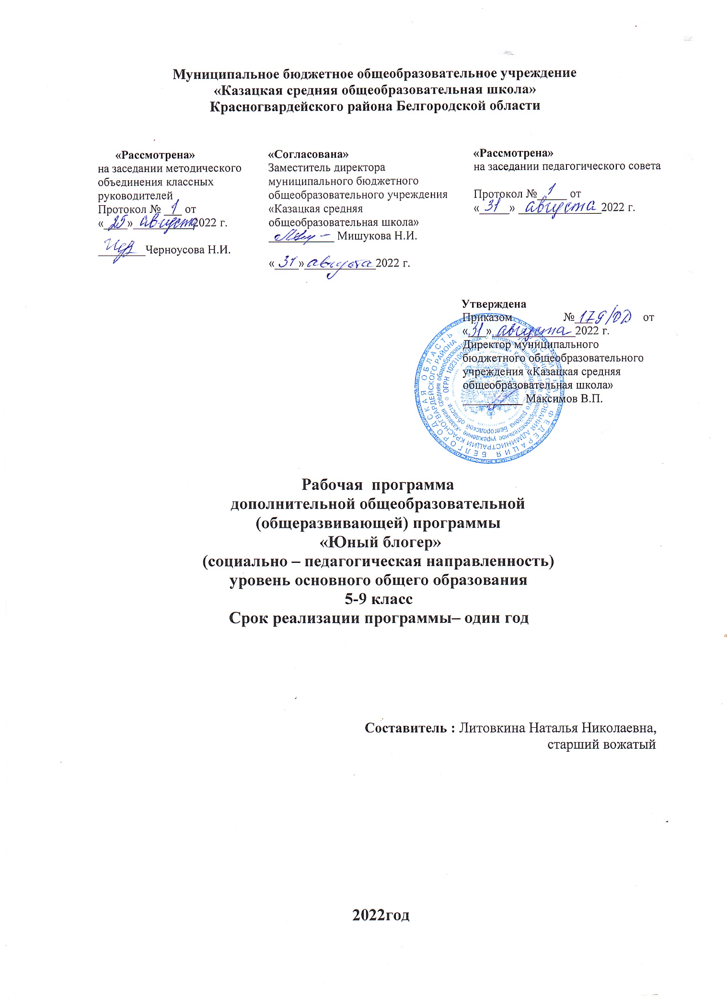 Муниципальное бюджетное общеобразовательное учреждение
«Казацкая средняя общеобразовательная школа»
Красногвардейского района Белгородской области
«Рассмотрена»
на заседании методического
объединения классных
руководителей
Протокол № 1 от
«25» августа 2022 г.
Черноусова Н.И.
«Согласована»
Заместитель директора
муниципального бюджетного
общеобразовательного учреждения
«Казацкая средняя
общеобразовательная школа»
Мишукова Н.И.
«31» августа 2022 г.
«Рассмотрена»
на заседании педагогического совета
Протокол № 1 от
«31» августа 2022 г.
Утверждена
Приказом № 179/ОД от
«31» августа 2022 г.
Директор муниципального
бюджетного общеобразовательного
учреждения «Казацкая средняя
общеобразовательная школа»
Максимов В.П.
Рабочая программа
дополнительной общеобразовательной
(общеразвивающей) программы
«Юный блогер»
(социально – педагогическая направленность)
уровень основного общего образования
5-9 класс
Срок реализации программы– один год
Составитель : Литовкина Наталья Николаевна,
старший вожатый
2022год